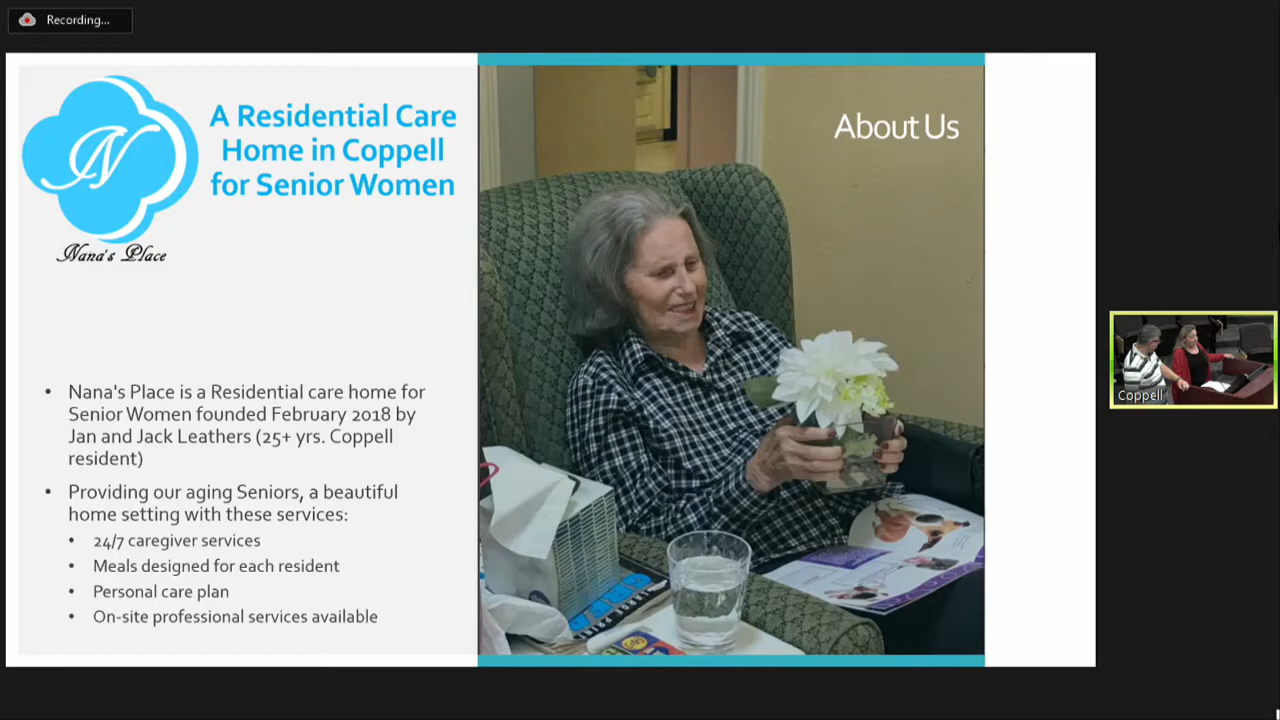 Recording...
N
Nana's Place
A Residential Care
Home in Coppell
for Senior Women
About Us
• Nana's Place is a Residential care home for
Senior Women founded February 2018 by
Jan and Jack Leathers (25+ yrs. Coppell
resident)
• Providing our aging Seniors, a beautiful
home setting with these services:
• 24/7 caregiver services
• Meals designed for each resident
• Personal care plan
• On-site professional services available
LARGE PRINT
Coppell